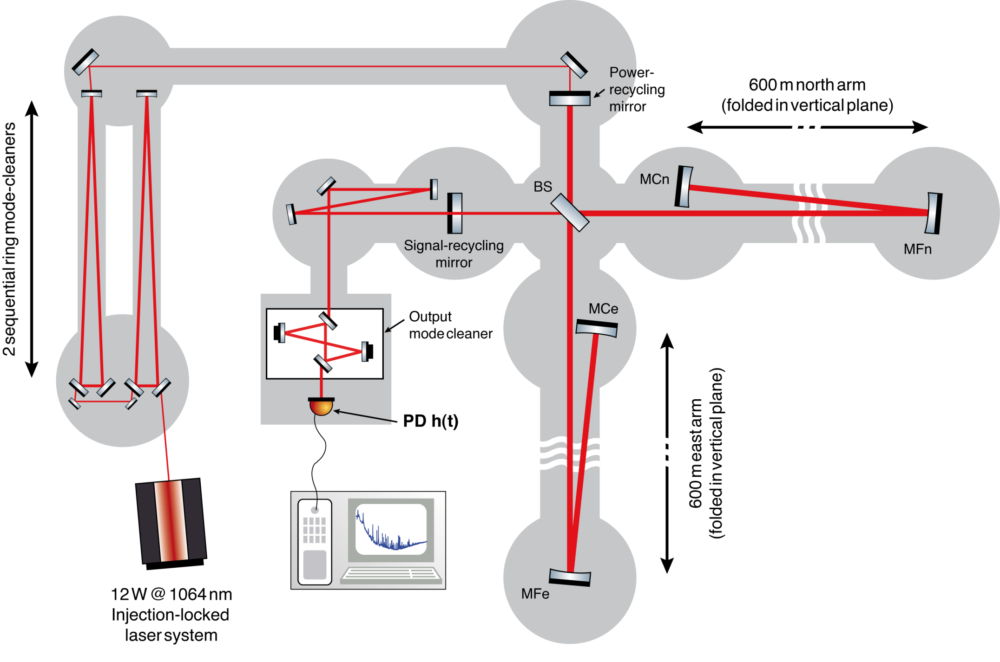 2 sequential ring mode-cleaners
Power-
recycling
mirror
600 m north arm
(folded in vertical plane)
MCn
BS
MFn
Signal-recycling
mirror
MCe
Output
mode cleaner
PD h(t)
600 m east arm
(folded in vertical plane)
MFe
12 W @ 1064 nm
Injection-locked
laser system